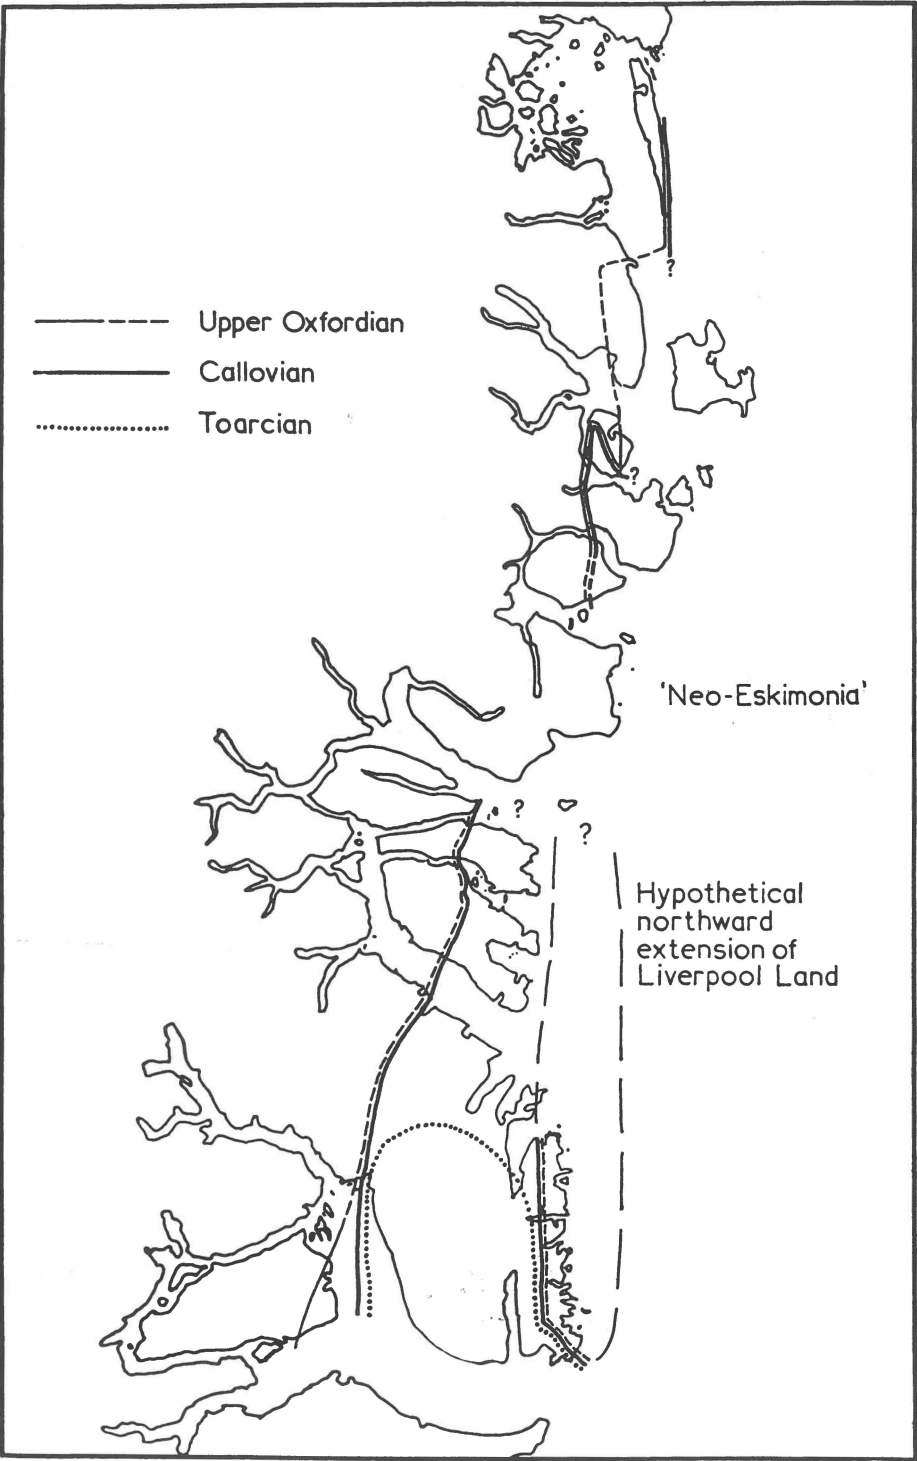 ?
Upper Oxfordian
Callovian
Toarcian
?
'Neo-Eskimonia'
?
?
Hypothetical
northward
extension of
Liverpool Land